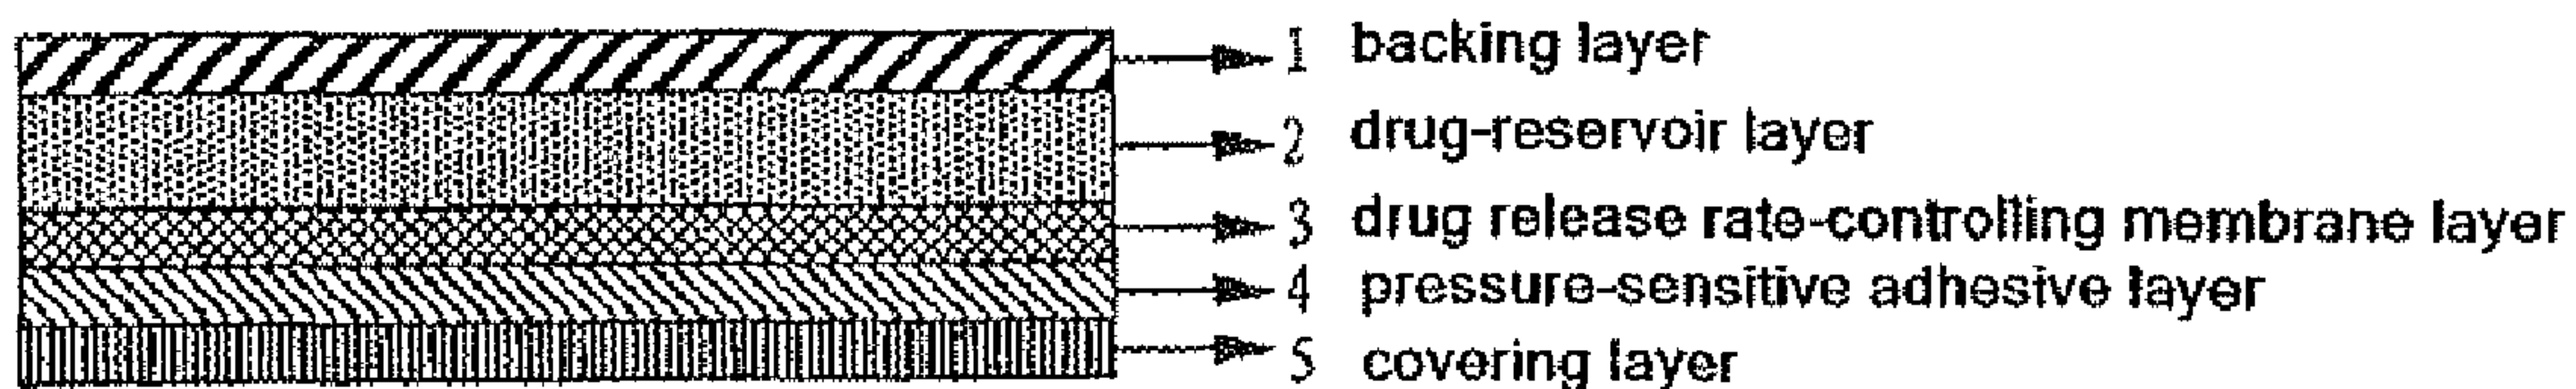 1 backing layer
2 drug-reservoir layer
3 drug release rate-controlling membrane layer
4 pressure-sensitive adhesive layer
5 covering layer